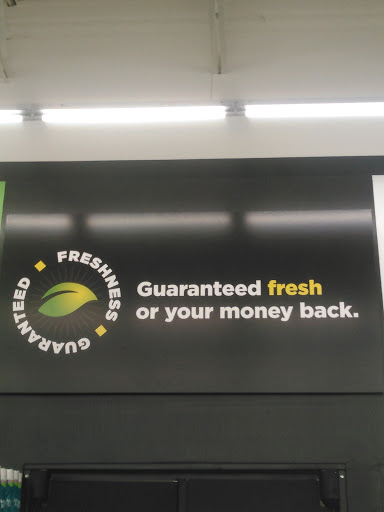 FRESHNESS GUARANTEED
Guaranteed fresh
or your money back.